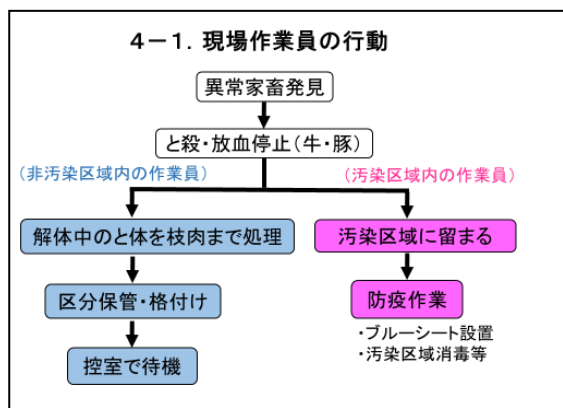 ４－１．現場作業員の行動
異常家畜発見
と殺・放血停止（牛・豚）
（非汚染区域内の作業員）
（汚染区域内の作業員）
解体中のと体を枝肉まで処理
汚染区域に留まる
区分保管・格付け
防疫作業
・ブルーシート設置
・汚染区域消毒等
控室で待機